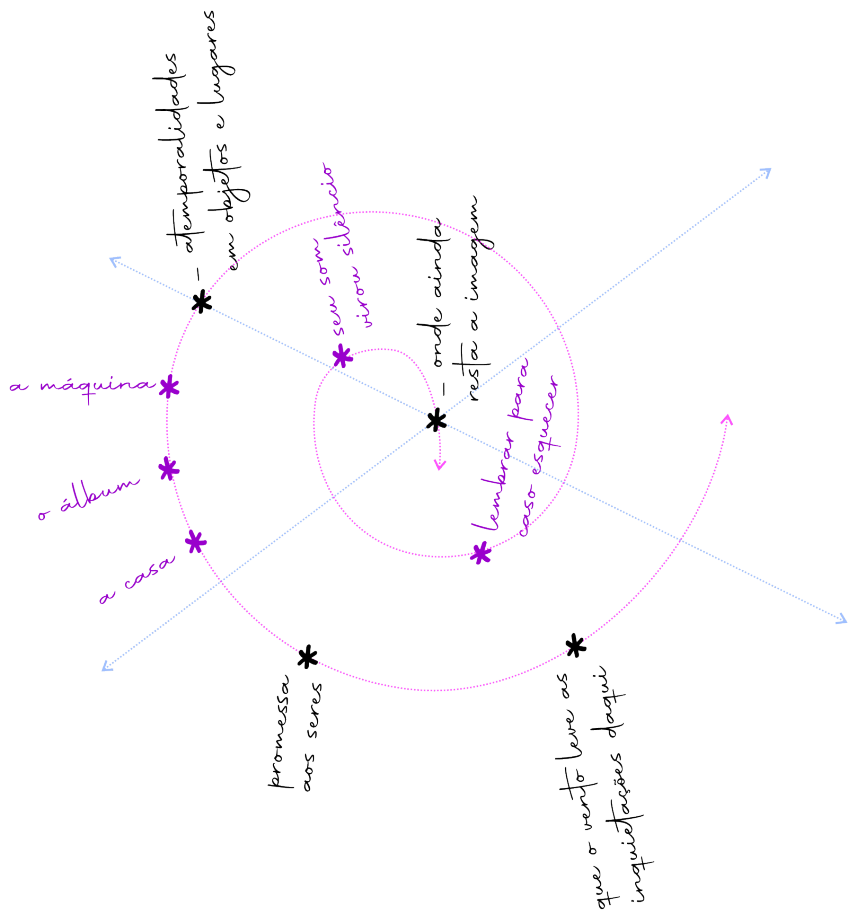 - atemporalidades
em objetos e lugares
seu som
virou silêncio
- onde ainda
resta a imagem
lembrar para
caso esquecer
a máquina
o álbum
a casa
promessa
aos seres
que o vento leve as
inquietações daqui